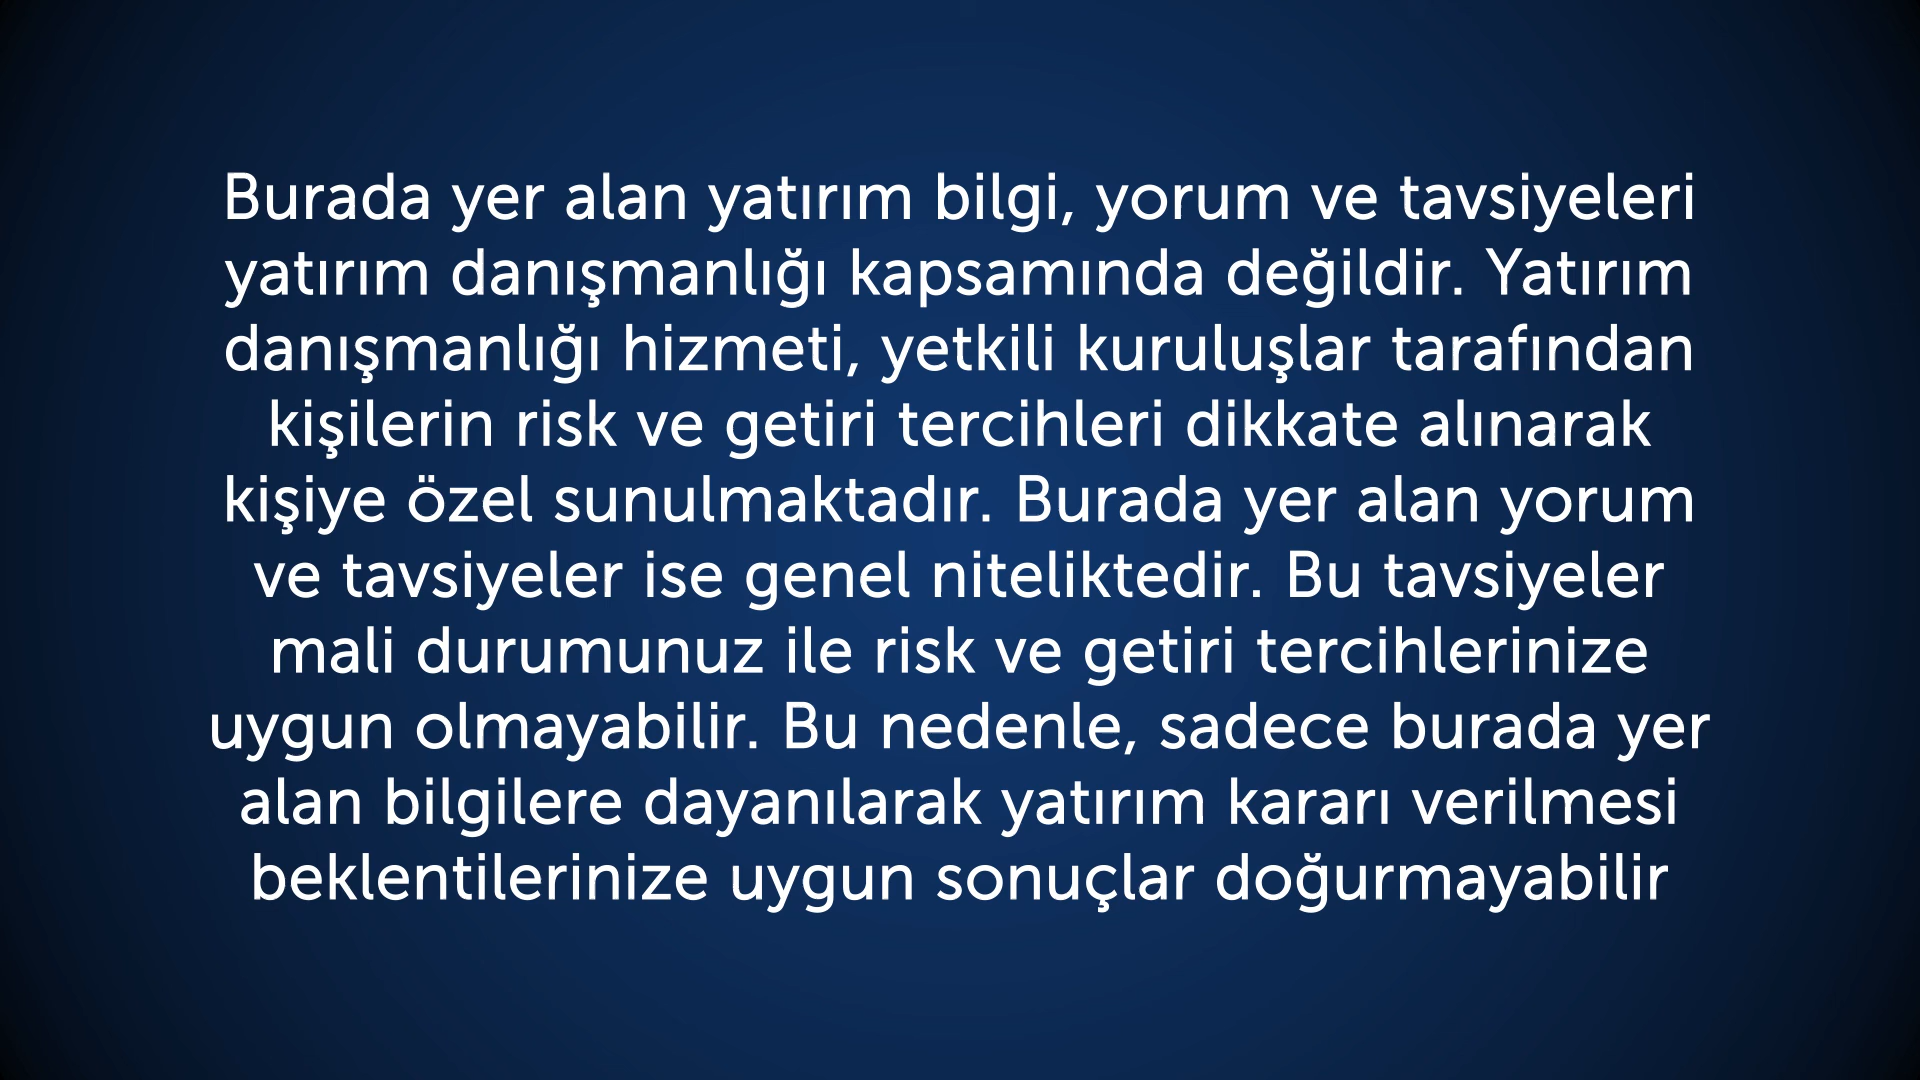 Burada yer alan yatırım bilgi, yorum ve tavsiyeleri
yatırım danışmanlığı kapsamında değildir. Yatırım
danışmanlığı hizmeti, yetkili kuruluşlar tarafından
kişilerin risk ve getiri tercihleri dikkate alınarak
kişiye özel sunulmaktadır. Burada yer alan yorum
ve tavsiyeler ise genel niteliktedir. Bu tavsiyeler
mali durumunuz ile risk ve getiri tercihlerinize
uygun olmayabilir. Bu nedenle, sadece burada yer
alan bilgilere dayanılarak yatırım kararı verilmesi
beklentilerinize uygun sonuçlar doğurmayabilir